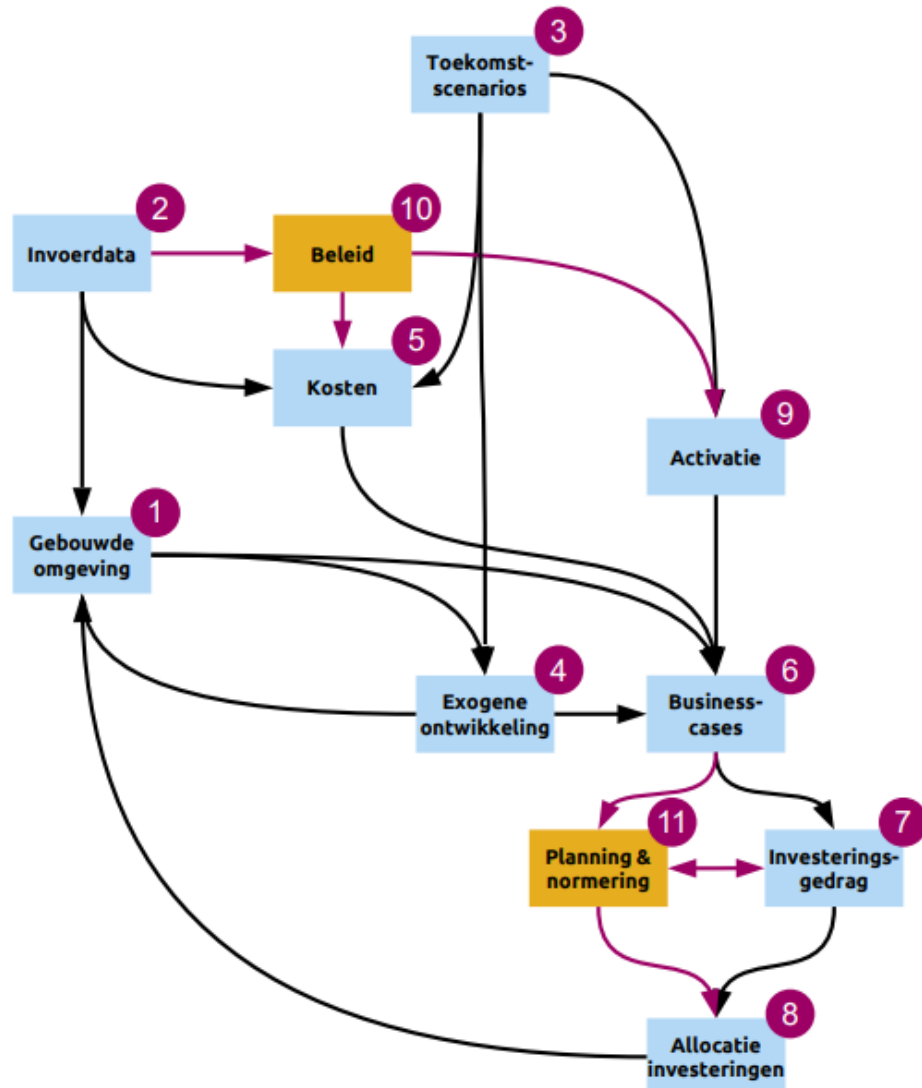 3
Toekomst-
scenarios
2
Invoerdata
10
Beleid
5
Kosten
9
Activatie
1
Gebouwde
omgeving
4
Exogene
ontwikkeling
6
Business-
cases
11
Planning &
normering
7
Investerings-
gedrag
8
Allocatie
investeringen